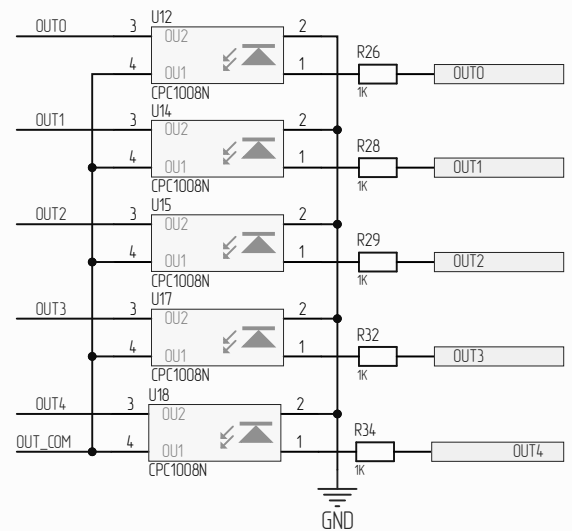 U12
OUT0 3 OU2 2
R26
4 OU1 1 OUT0
CPC1008N 1K
U14
OUT1 3 OU2 2
R28
4 OU1 1 OUT1
CPC1008N 1K
U15
OUT2 3 OU2 2
R29
4 OU1 1 OUT2
CPC1008N 1K
U17
OUT3 3 OU2 2
R32
4 OU1 1 OUT3
CPC1008N 1K
U18
OUT4 3 OU2 2
R34
OUT_COM 4 OU1 1 OUT4
CPC1008N 1K
GND